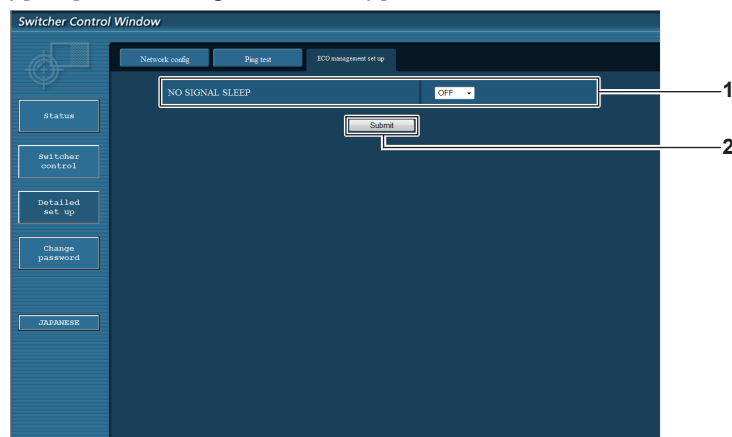 Switcher Control Window
Network config
Ping test
ECO management set up
NO SIGNAL SLEEP
OFF
1
Submit
2
Status
Switcher
control
Detailed
set up
Change
password
JAPANESE